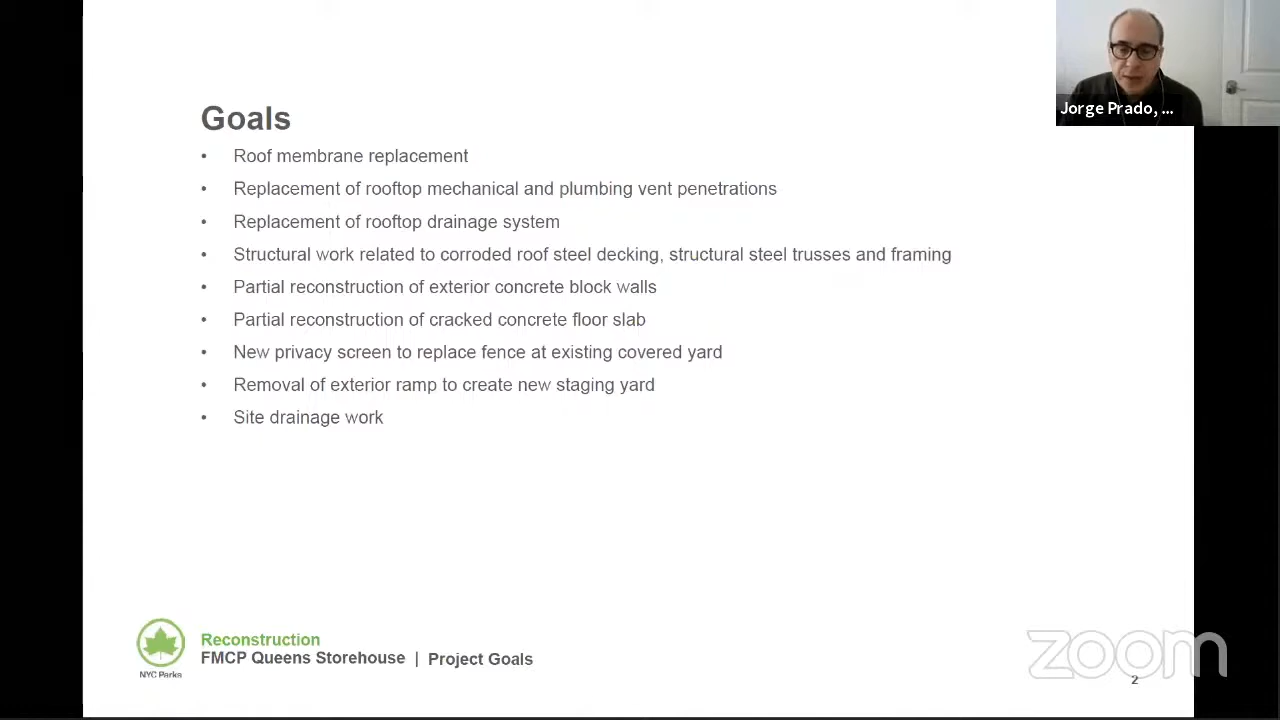 Jorge Prado, ...
Goals
• Roof membrane replacement
• Replacement of rooftop mechanical and plumbing vent penetrations
• Replacement of rooftop drainage system
• Structural work related to corroded roof steel decking, structural steel trusses and framing
• Partial reconstruction of exterior concrete block walls
• Partial reconstruction of cracked concrete floor slab
• New privacy screen to replace fence at existing covered yard
• Removal of exterior ramp to create new staging yard
• Site drainage work
NYC Parks
Reconstruction
FMCP Queens Storehouse | Project Goals
zoom
2